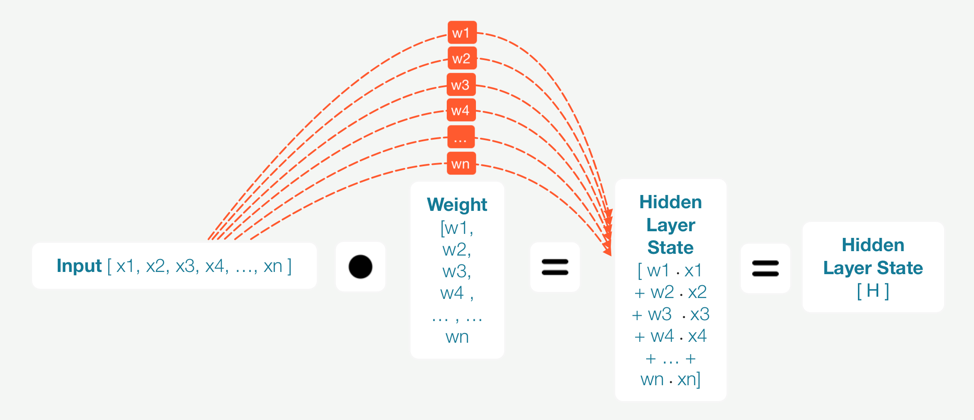 w1
w2
w3
w4
...
wn
Input [ x1, x2, x3, x4, ..., xn ]
Weight
[w1,
w2,
w3,
w4 ,
... , ...
wn
=
Hidden
Layer
State
[ w1 . x1
+ w2 . x2
+ w3 . x3
+ w4 . x4
+ ... +
wn . xn]
=
Hidden
Layer State
[ H ]